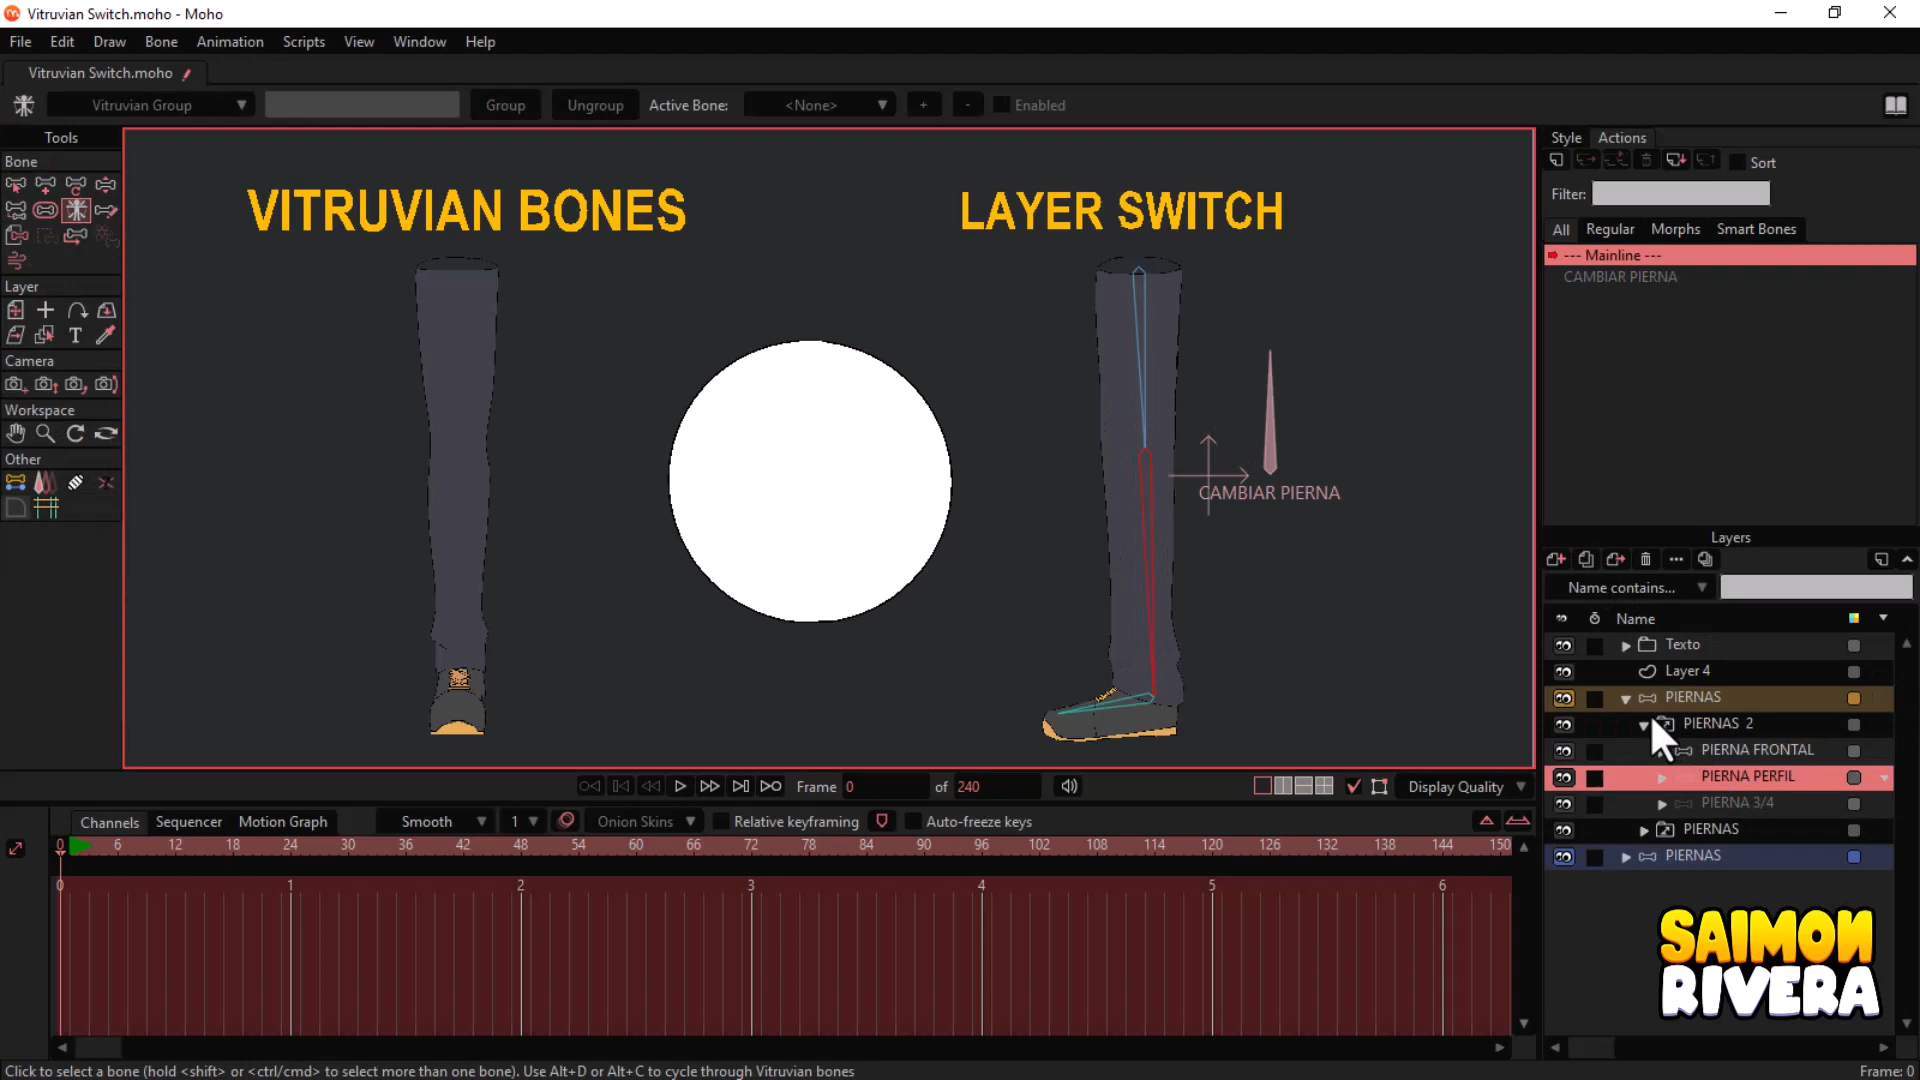 Vitruvian Switch.moho - Moho
File Edit Draw Bone Animation Scripts View Window Help
Vitruvian Switch.moho
Vitruvian Group Group Ungroup Active Bone: <None> + - Enabled
Tools
Bone
Layer
Camera
Workspace
Other
VITRUVIAN BONES
LAYER SWITCH
CAMBIAR PIERNA
Style Actions
Sort
Filter:
All Regular Morphs Smart Bones
--- Mainline ---
CAMBIAR PIERNA
Layers
Name contains...
Name
Texto
Layer 4
PIERNAS
PIERNAS 2
PIERNA FRONTAL
PIERNA PERFIL
PIERNA 3/4
PIERNAS
PIERNAS
SAIMON
RIVERA
Frame 0 of 240 Display Quality
Channels Sequencer Motion Graph Smooth 1 Onion Skins Relative keyframing Auto-freeze keys
0 6 12 18 24 30 36 42 48 54 60 66 72 78 84 90 96 102 108 114 120 126 132 138 144 150
0 1 2 3 4 5 6
Click to select a bone (hold <shift> or <ctrl/cmd> to select more than one bone). Use Alt+D or Alt+C to cycle through Vitruvian bones
Frame: 0